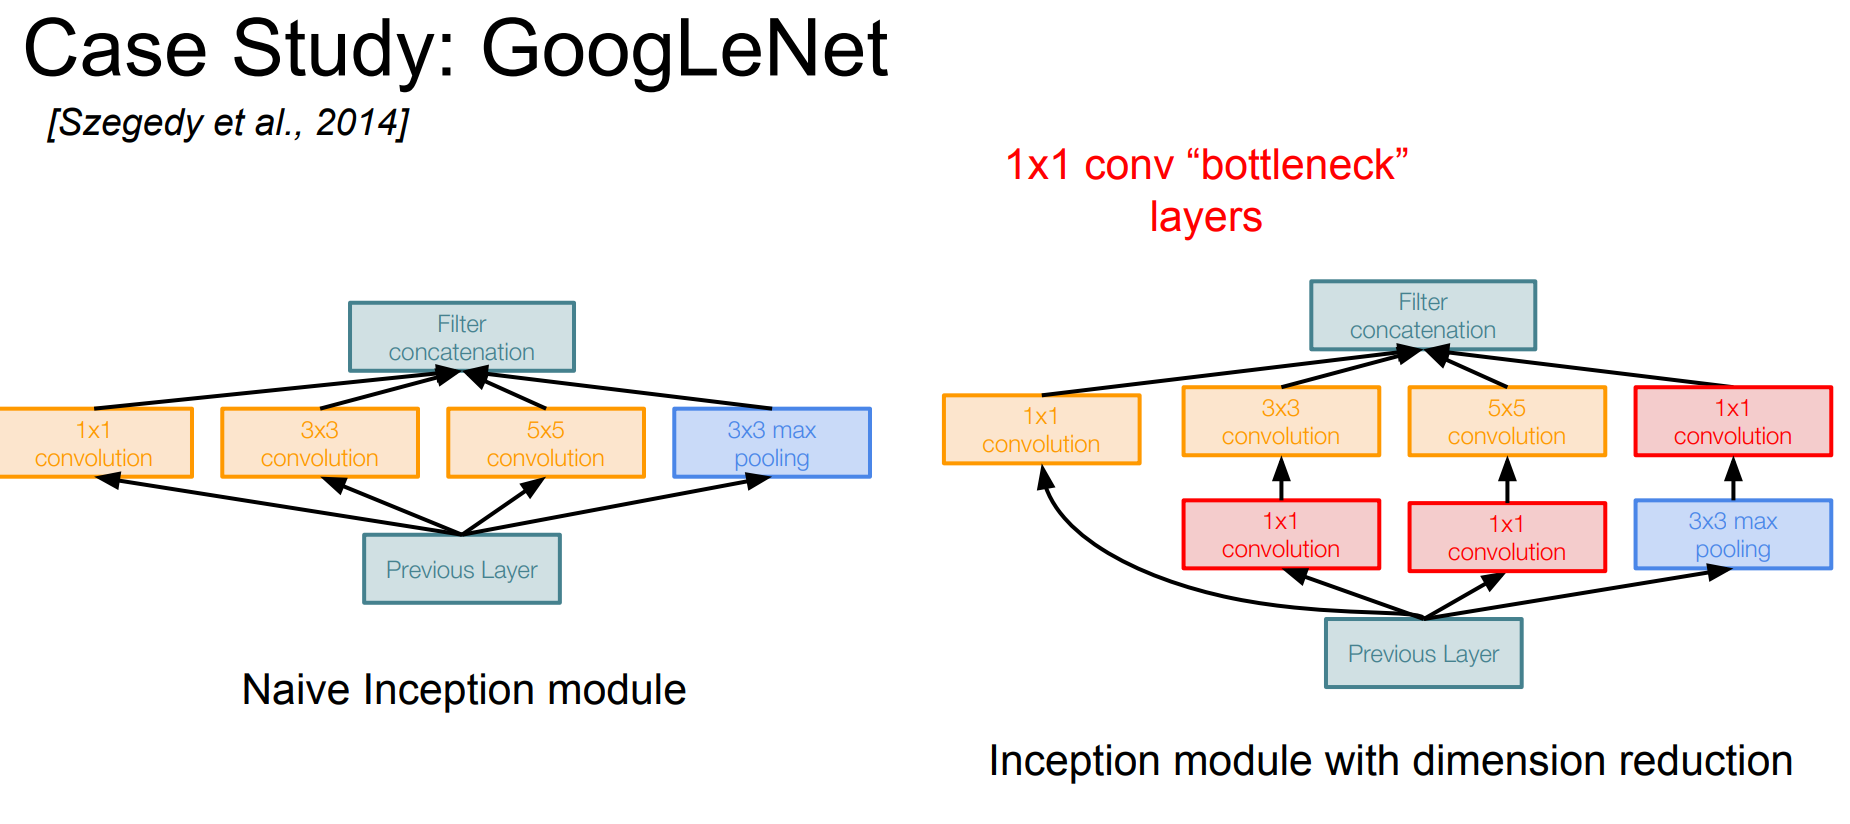 Case Study: GoogLeNet
[Szegedy et al., 2014]
1x1 conv “bottleneck”
layers
Filter
concatenation
1x1
convolution
3x3
convolution
5x5
convolution
3x3 max
pooling
Previous Layer
Naive Inception module
Filter
concatenation
1x1
convolution
3x3
convolution
5x5
convolution
1x1
convolution
1x1
convolution
1x1
convolution
3x3 max
pooling
Previous Layer
Inception module with dimension reduction